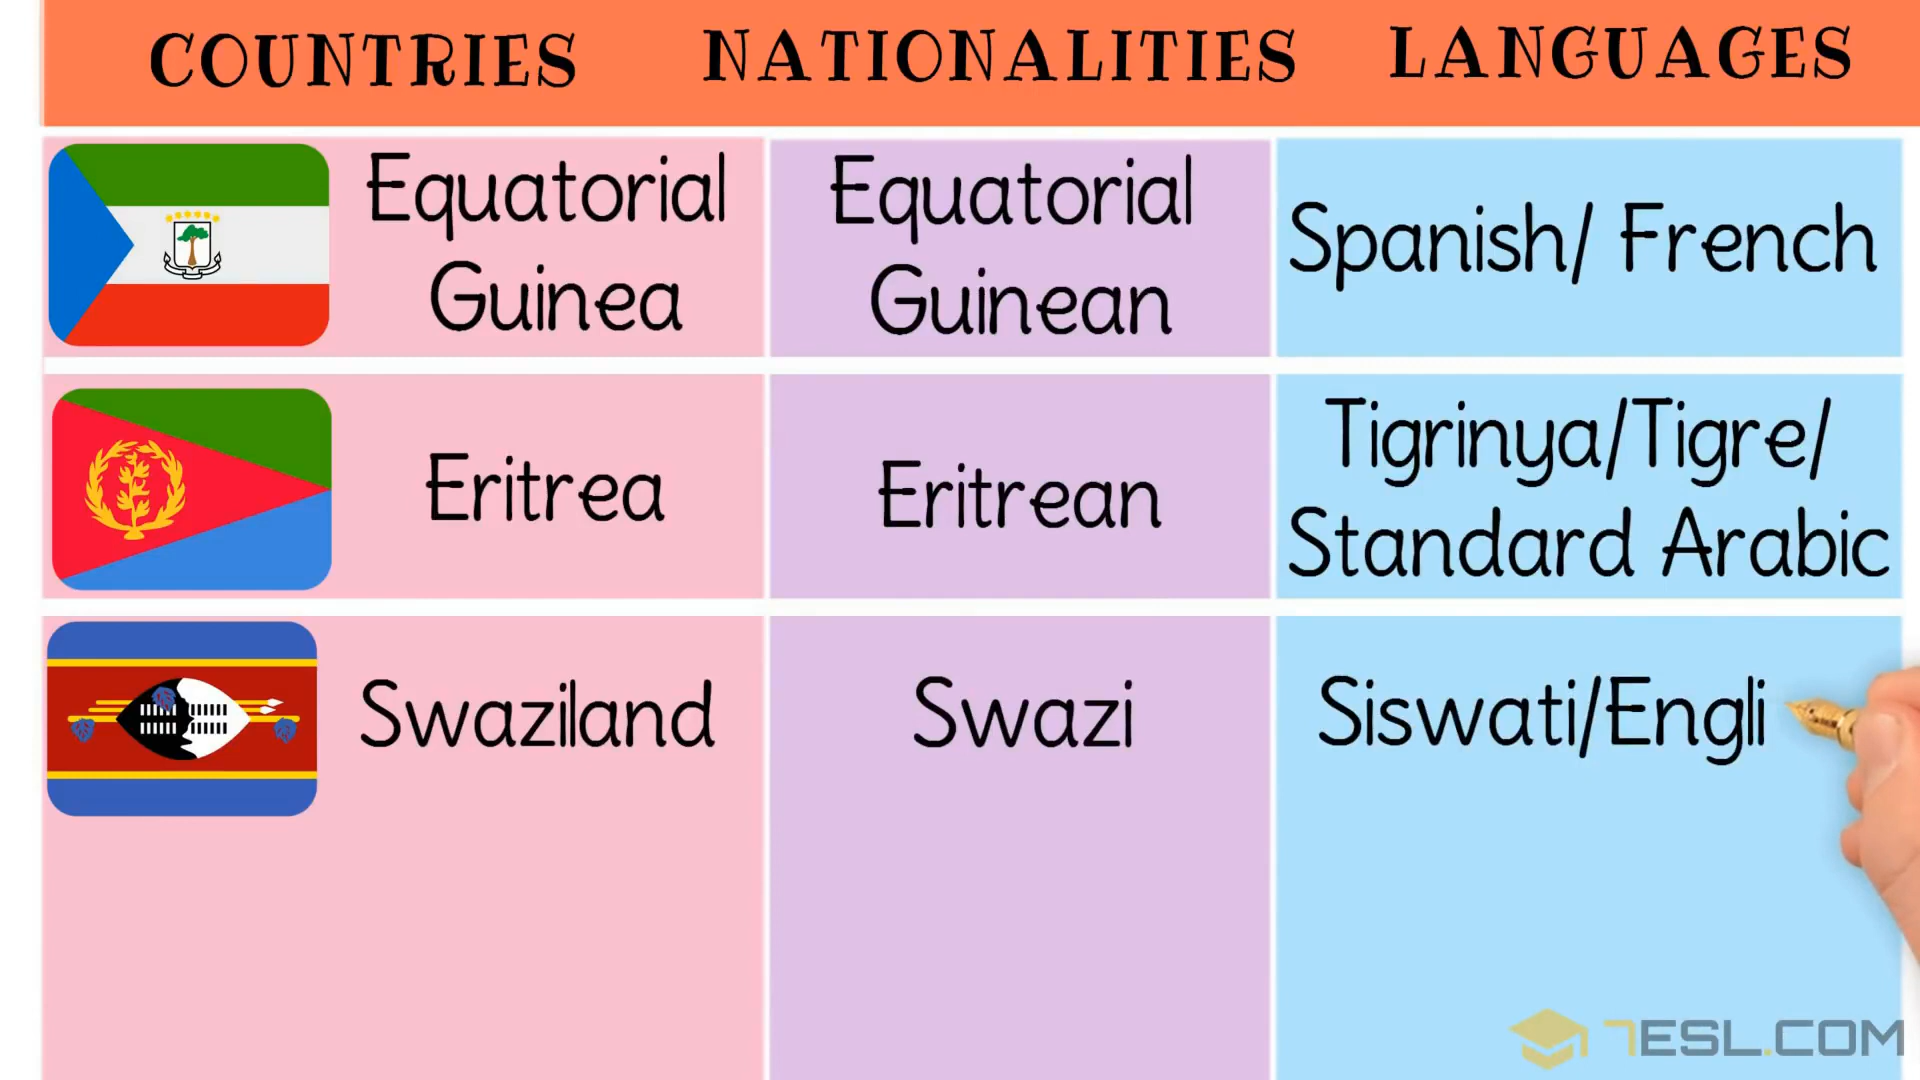 COUNTRIES NATIONALITIES LANGUAGES
Equatorial
Guinea
Equatorial
Guinean
Spanish/ French
Eritrea
Eritrean
Tigrinya/Tigre/
Standard Arabic
Swaziland
Swazi
Siswati/Engli
7ESL.COM